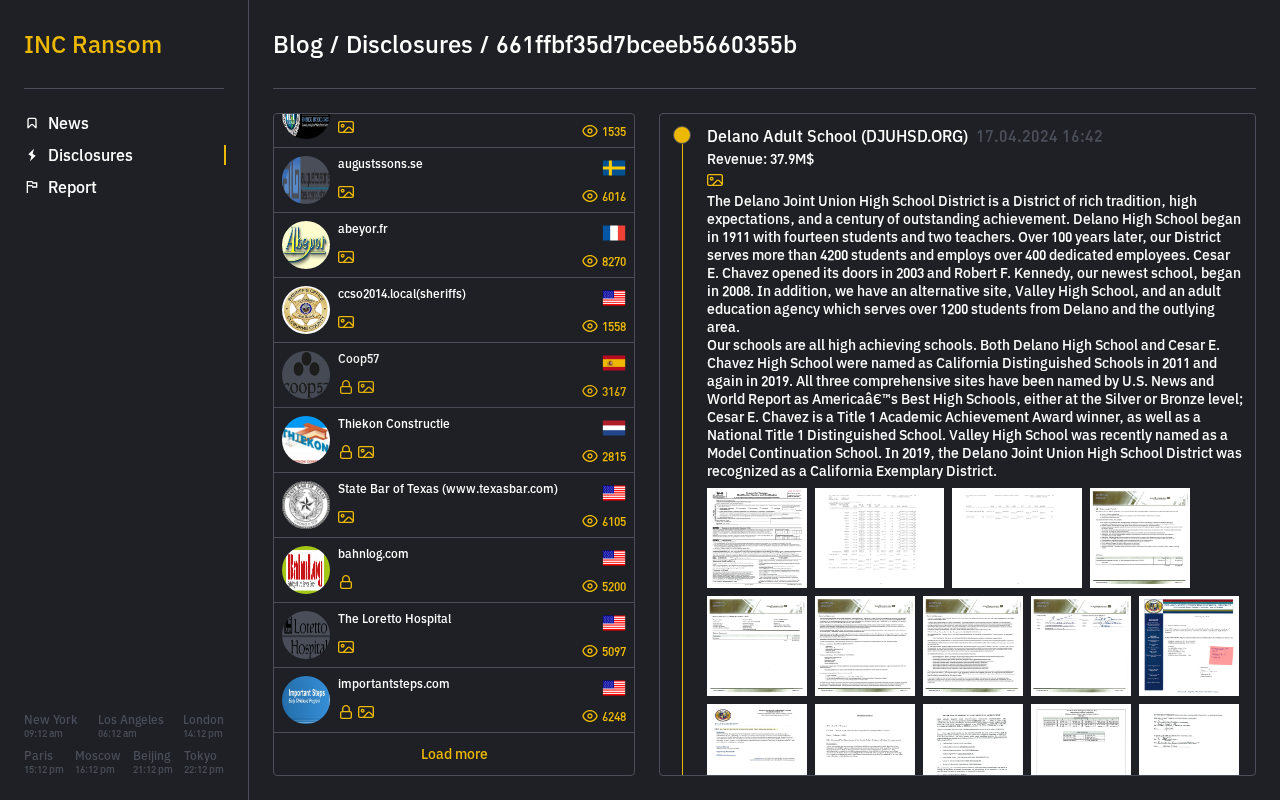 INC Ransom
Blog / Disclosures / 661ffbf35d7bceeb5660355b
News
Disclosures
Report
1535
augustssons.se
6016
abeyor.fr
Abeyor
8270
ccso2014.local(sheriffs)
1558
Coop57
coop57
3167
Thiekon Constructie
THIEKON
2815
State Bar of Texas (www.texasbar.com)
6105
bahnlog.com
5200
The Loretto Hospital
Loretto
Hospital
5097
importantsteps.com
Important Steps
6248
Load more
Delano Adult School (DJUHSD.ORG) 17.04.2024 16:42
Revenue: 37.9M$
The Delano Joint Union High School District is a District of rich tradition, high
expectations, and a century of outstanding achievement. Delano High School began
in 1911 with fourteen students and two teachers. Over 100 years later, our District
serves more than 4200 students and employs over 400 dedicated employees. Cesar
E. Chavez opened its doors in 2003 and Robert F. Kennedy, our newest school, began
in 2008. In addition, we have an alternative site, Valley High School, and an adult
education agency which serves over 1200 students from Delano and the outlying
area.
Our schools are all high achieving schools. Both Delano High School and Cesar E.
Chavez High School were named as California Distinguished Schools in 2011 and
again in 2019. All three comprehensive sites have been named by U.S. News and
World Report as Americaâ€™s Best High Schools, either at the Silver or Bronze level;
Cesar E. Chavez is a Title 1 Academic Achievement Award winner, as well as a
National Title 1 Distinguished School. Valley High School was recently named as a
Model Continuation School. In 2019, the Delano Joint Union High School District was
recognized as a California Exemplary District.
New York Los Angeles London
09:12 am 06:12 am 14:12 pm
Paris Moscow Beijing Tokyo
15:12 pm 16:12 pm 21:12 pm 22:12 pm